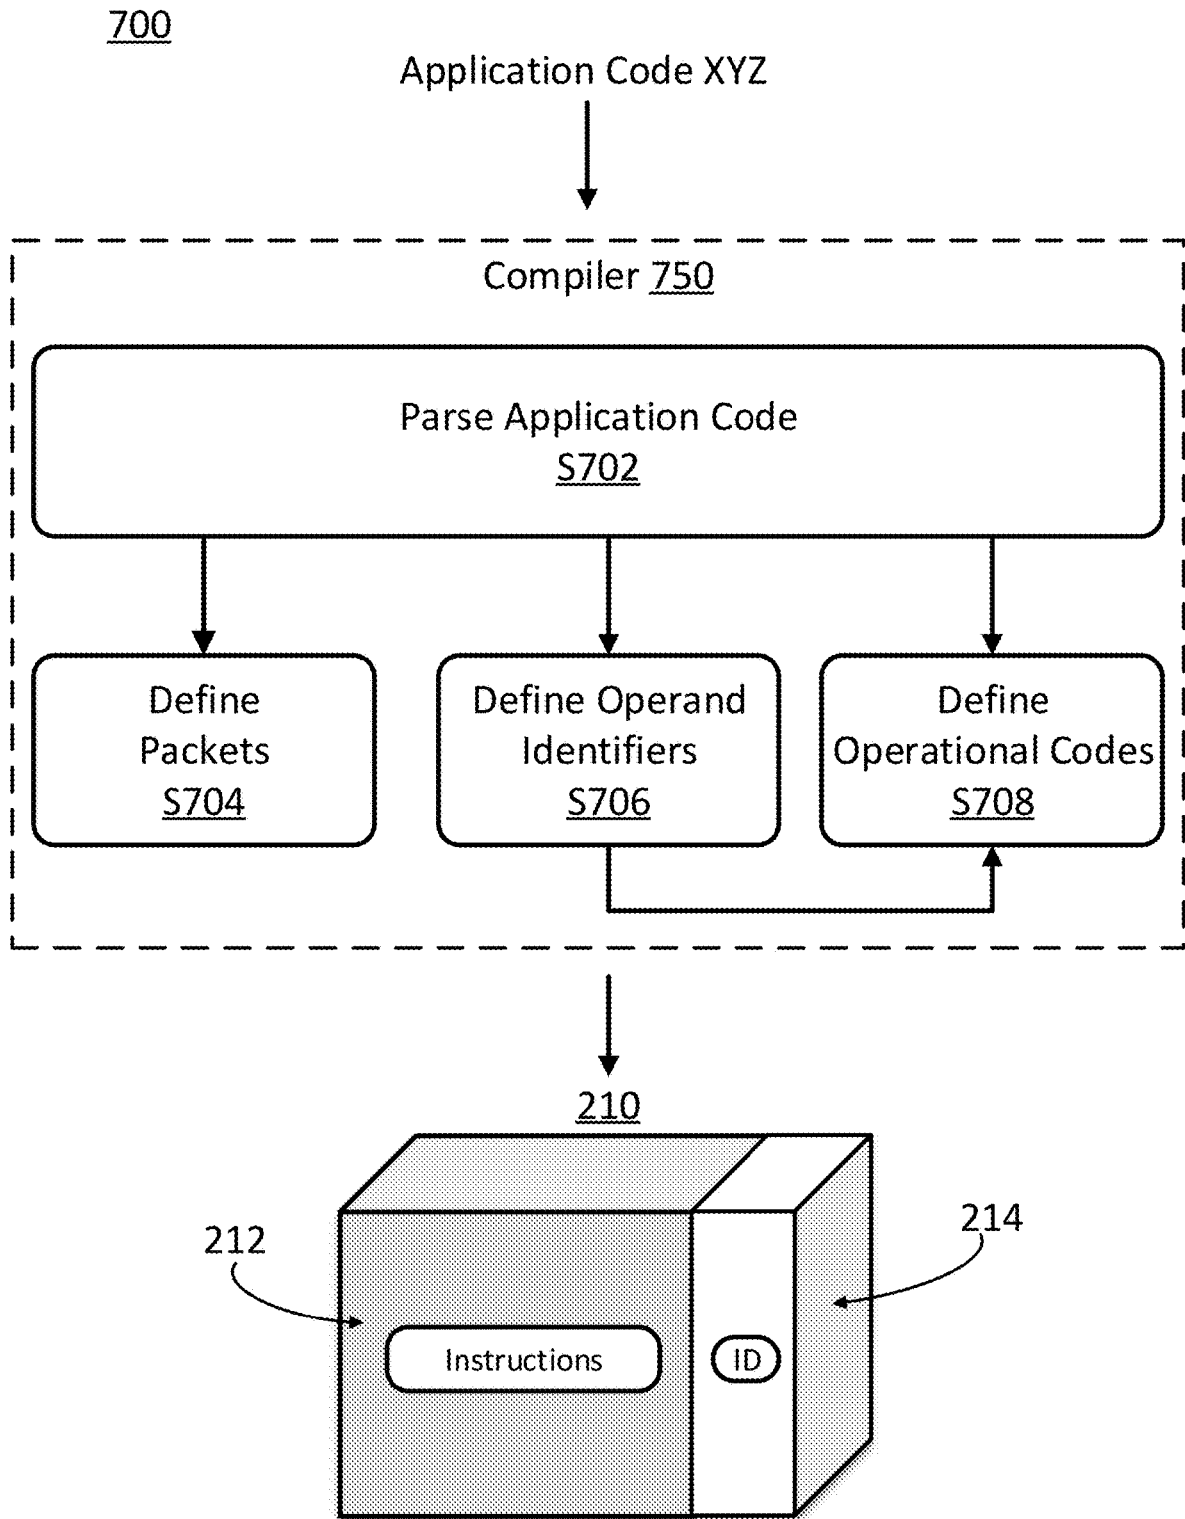 700
Application Code XYZ
Compiler 750
Parse Application Code
S702
Define
Packets
S704
Define Operand
Identifiers
S706
Define
Operational Codes
S708
210
212
214
Instructions
ID